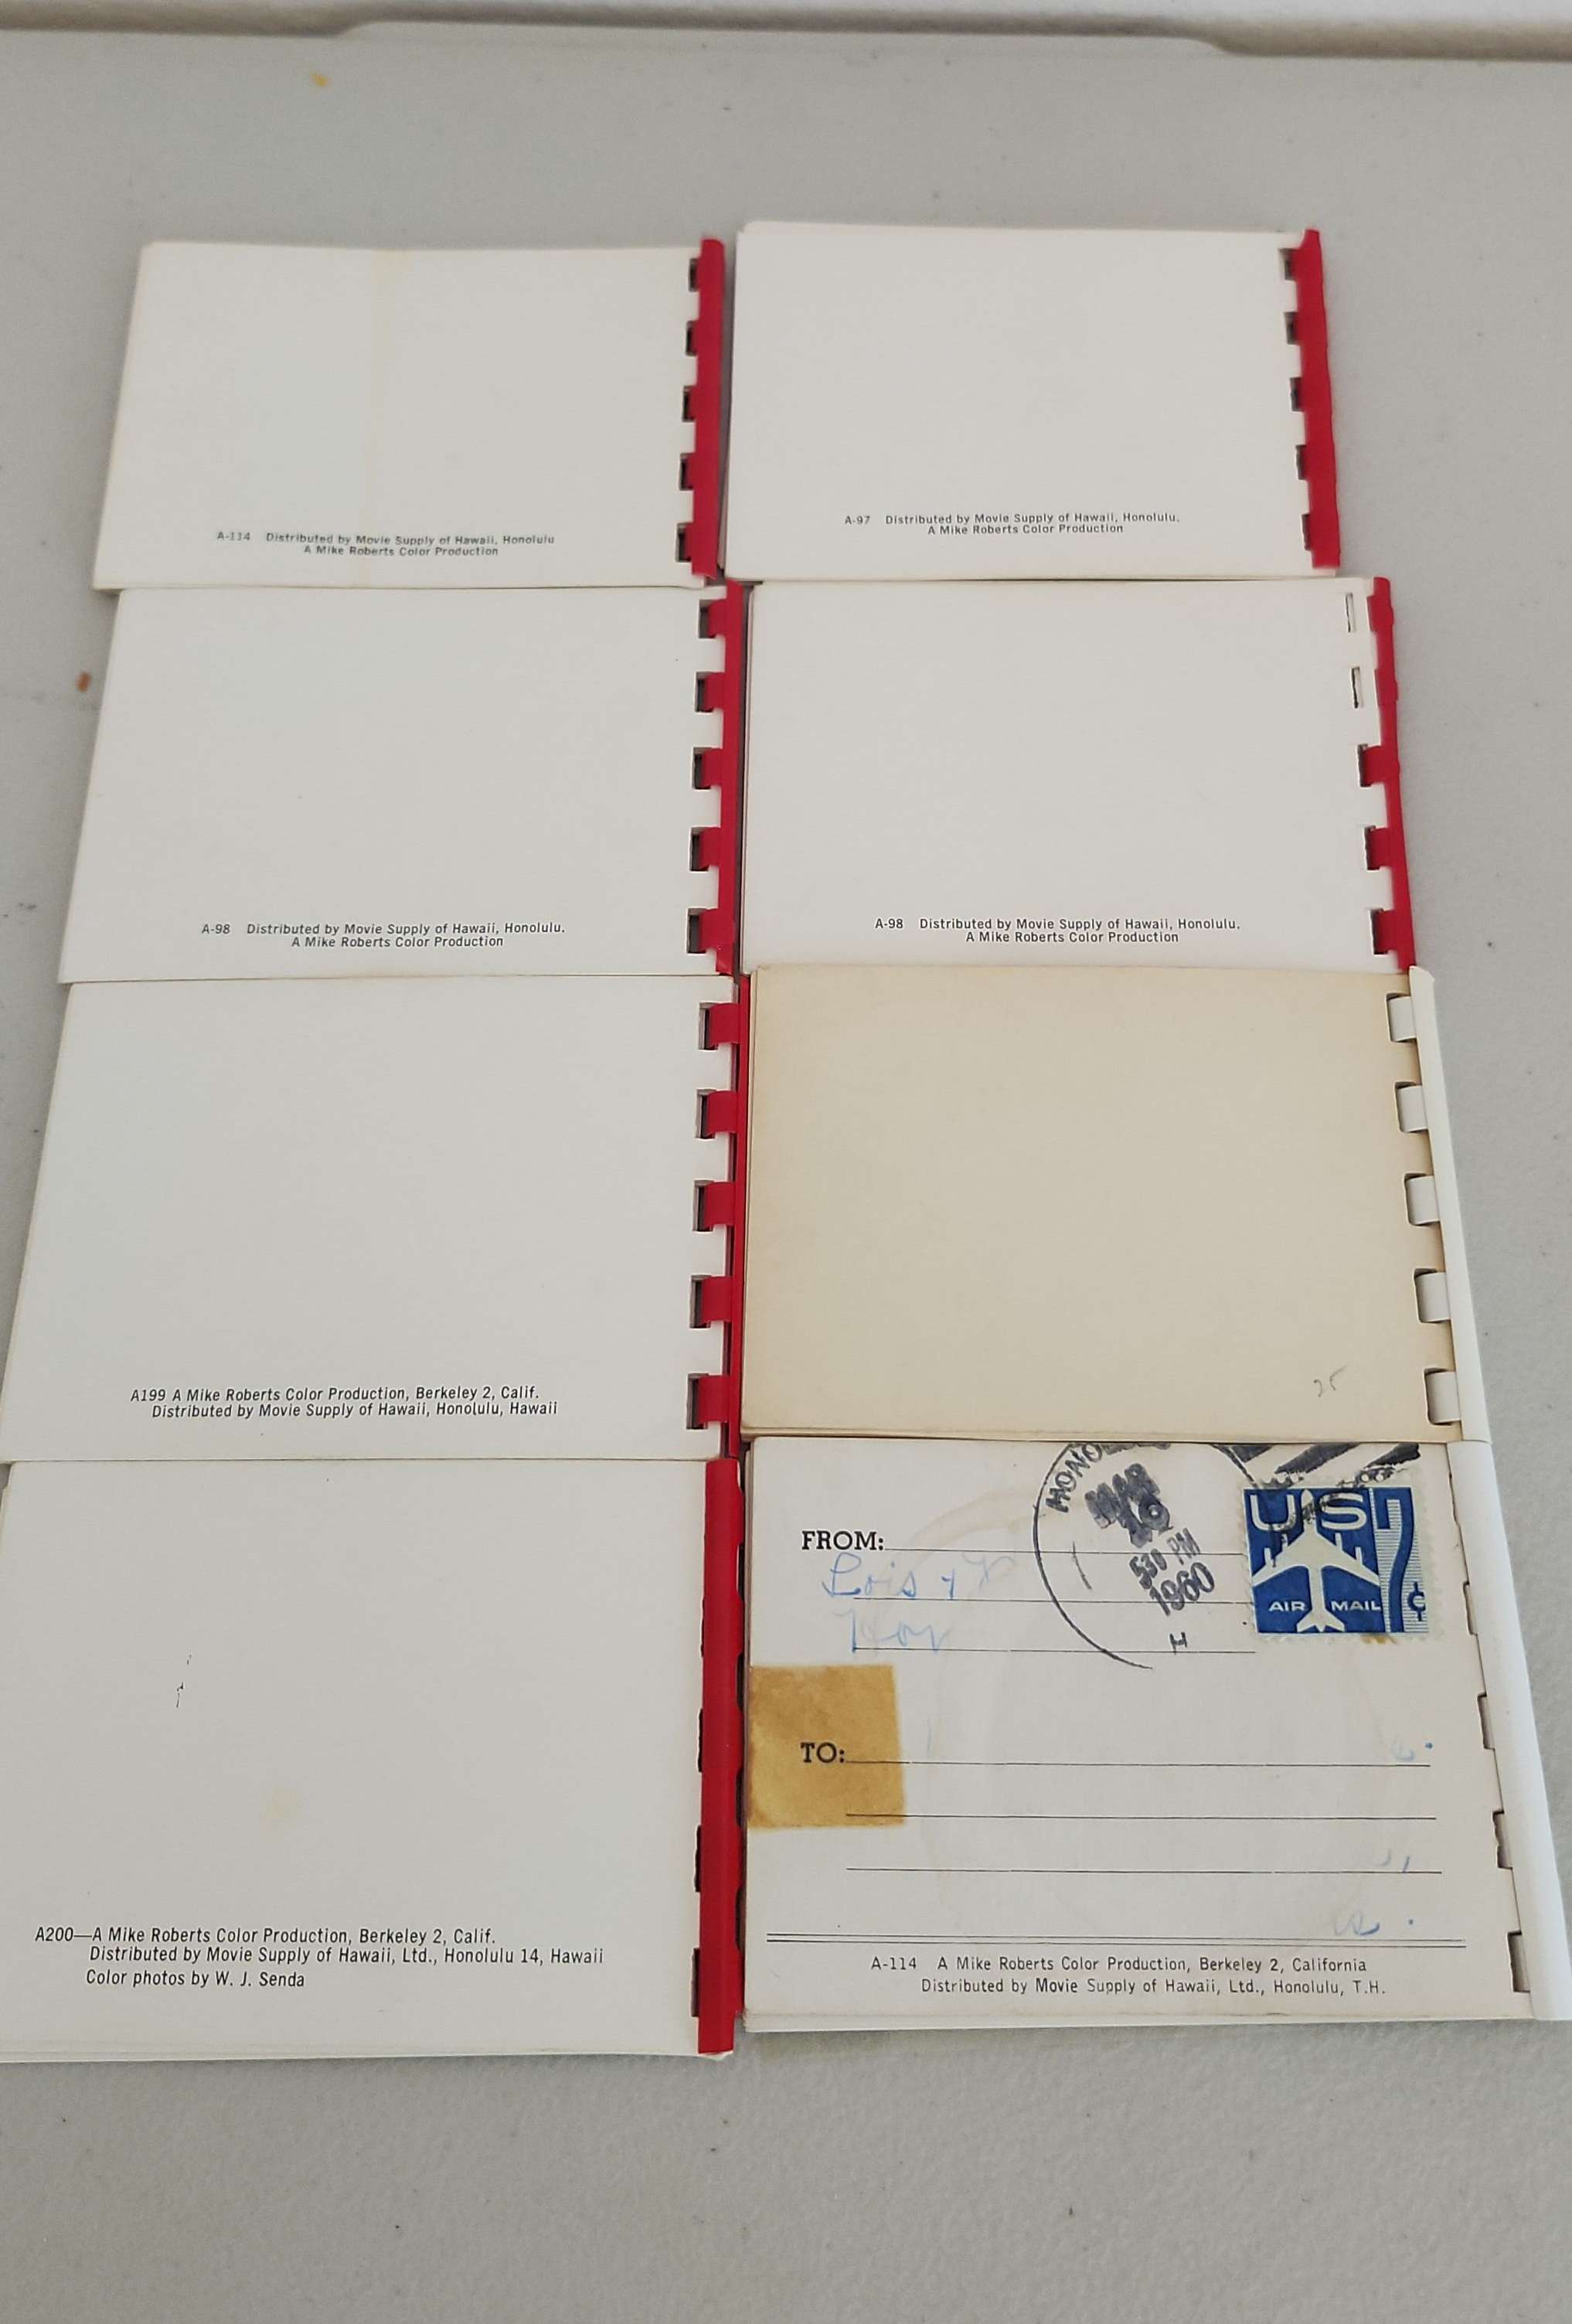 A-114 Distributed by Movie Supply of Hawaii, Honolulu
A Mike Roberts Color Production
A-97 Distributed by Movie Supply of Hawaii, Honolulu.
A Mike Roberts Color Production
A-98 Distributed by Movie Supply of Hawaii, Honolulu.
A Mike Roberts Color Production
A-98 Distributed by Movie Supply of Hawaii, Honolulu.
A Mike Roberts Color Production
A199 A Mike Roberts Color Production, Berkeley 2, Calif.
Distributed by Movie Supply of Hawaii, Honolulu, Hawaii
25
A200—A Mike Roberts Color Production, Berkeley 2, Calif.
Distributed by Movie Supply of Hawaii, Ltd., Honolulu 14, Hawaii
Color photos by W. J. Senda
MAR
530 PM
1960
H
US 7¢
AIR MAIL
FROM:
Lois +
TO:
A-114 A Mike Roberts Color Production, Berkeley 2, California
Distributed by Movie Supply of Hawaii, Ltd., Honolulu, T.H.